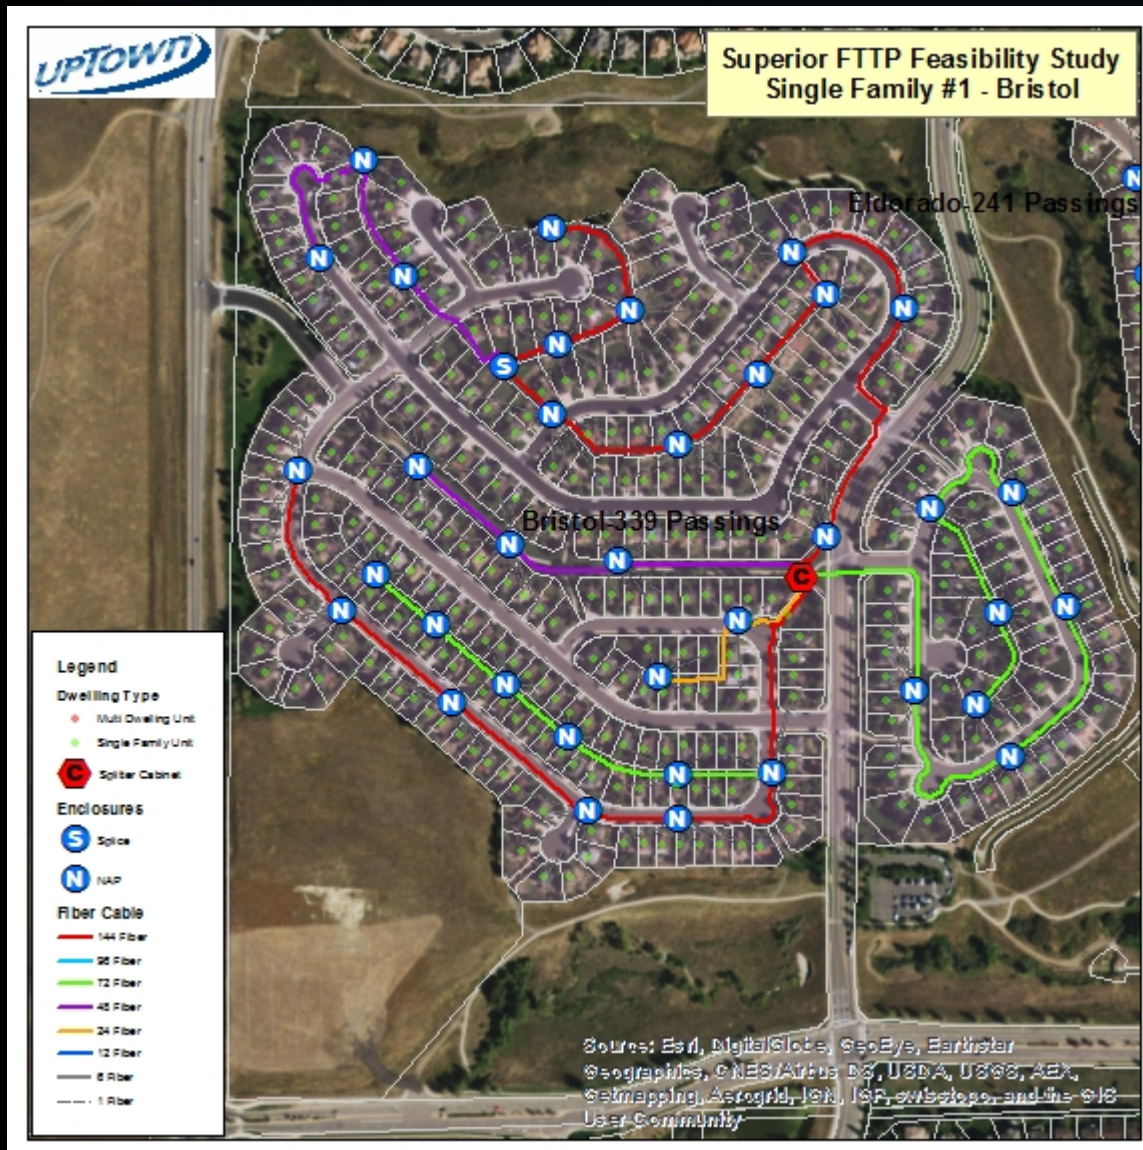 UPTOWN
Superior FTTP Feasibility Study
Single Family #1 - Bristol
Eldorado-241 Passings
Bristol-339 Passings
Legend
Dwelling Type
Multi Dwelling Unit
Single Family Unit
C Splitter Cabinet
Enclosures
S Splice
N NAP
Fiber Cable
144 Fiber
96 Fiber
72 Fiber
48 Fiber
24 Fiber
12 Fiber
6 Fiber
1 Fiber
Source: Esri, DigitalGlobe, GeoEye, Earthstar
Geographics, CNES/Airbus DS, USDA, USGS, AEX,
Getmapping, Aerogrid, IGN, IGP, swisstopo, and the GIS
User Community